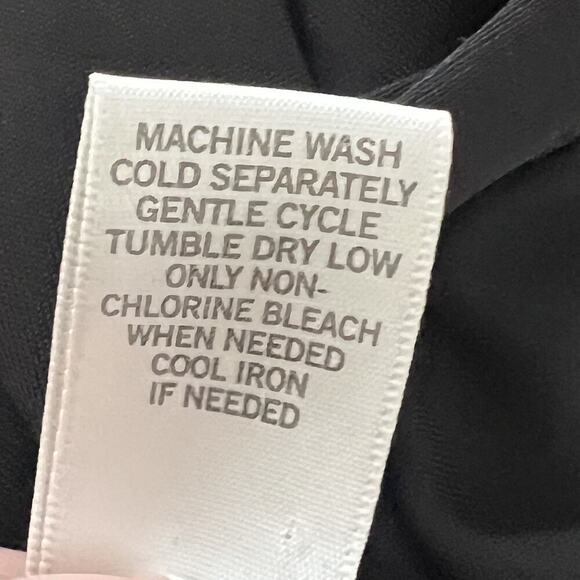 MACHINE WASH
COLD SEPARATELY
GENTLE CYCLE
TUMBLE DRY LOW
ONLY NON-
CHLORINE BLEACH
WHEN NEEDED
COOL IRON
IF NEEDED